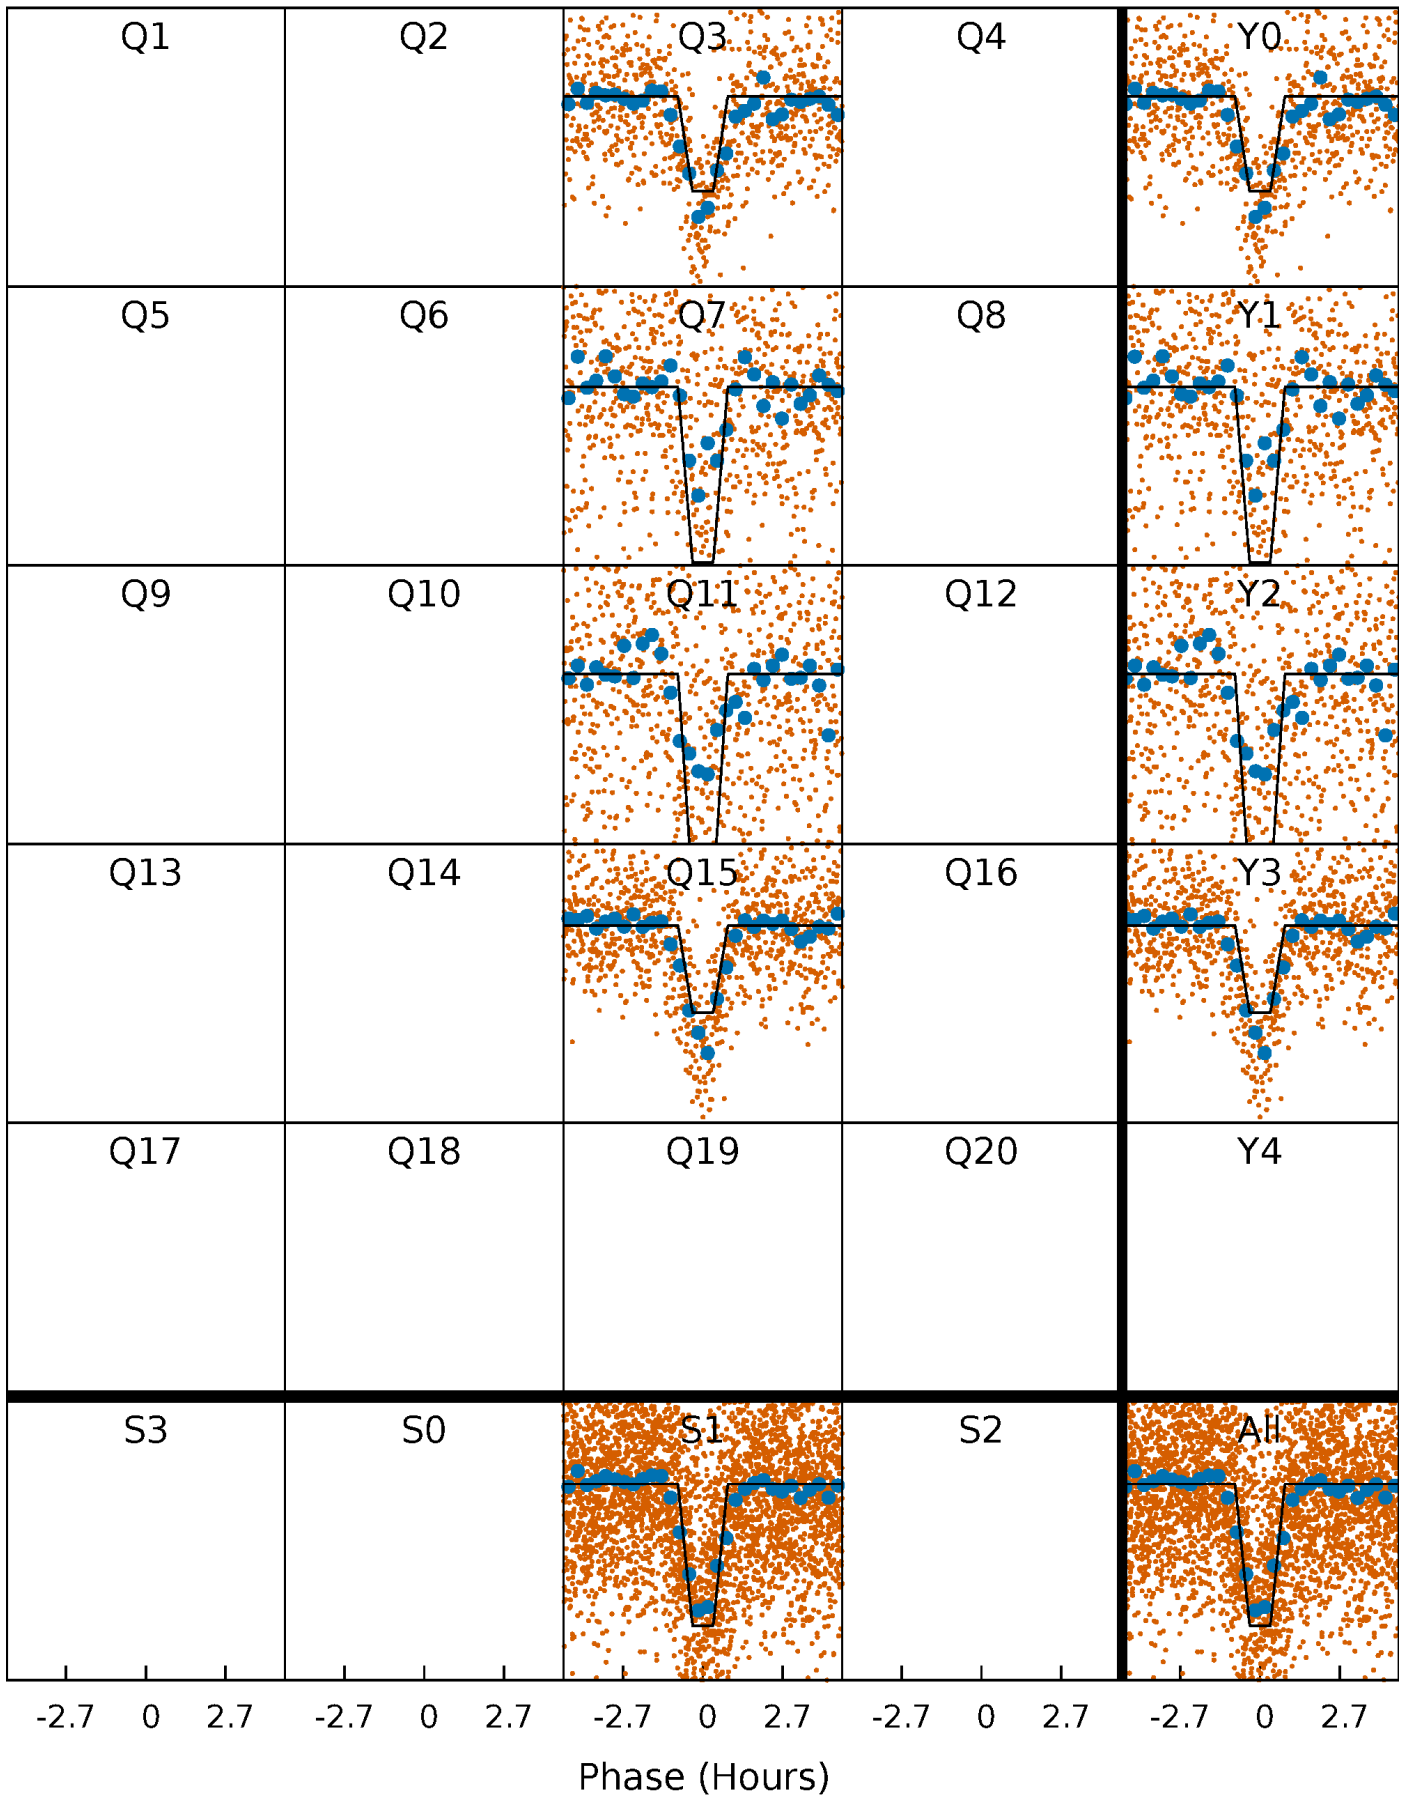 Q1 Q2 Q3 Q4 Y0
Q5 Q6 Q7 Q8 Y1
Q9 Q10 Q11 Q12 Y2
Q13 Q14 Q15 Q16 Y3
Q17 Q18 Q19 Q20 Y4
S3 S0 S1 S2 All
-2.7 0 2.7 -2.7 0 2.7 -2.7 0 2.7 -2.7 0 2.7 -2.7 0 2.7
Phase (Hours)